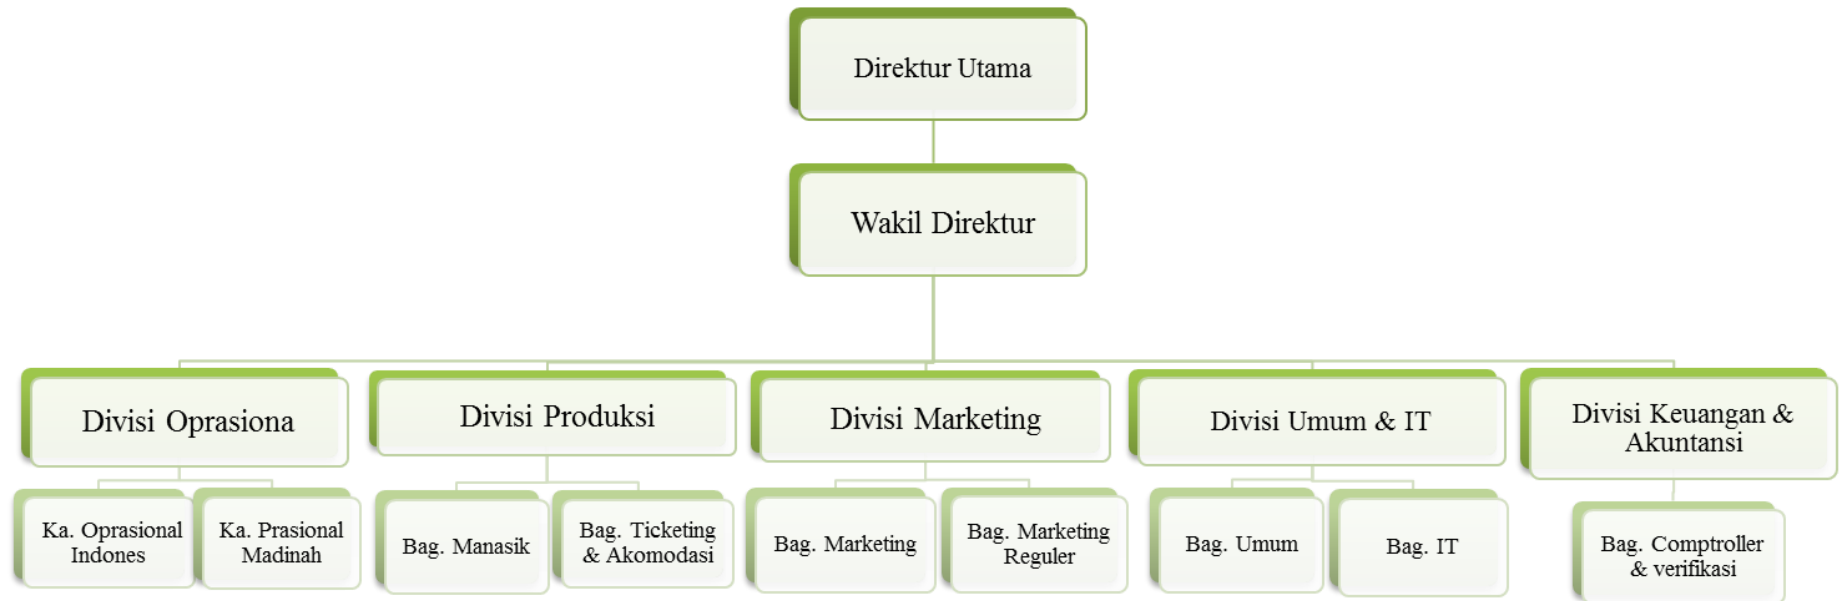 Direktur Utama
Wakil Direktur
Divisi Oprasiona
Divisi Produksi
Divisi Marketing
Divisi Umum & IT
Divisi Keuangan &
Akuntansi
Ka. Oprasional
Indones
Ka. Prasional
Madinah
Bag. Manasik
Bag. Ticketing
& Akomodasi
Bag. Marketing
Bag. Marketing
Reguler
Bag. Umum
Bag. IT
Bag. Comptroller
& verifikasi